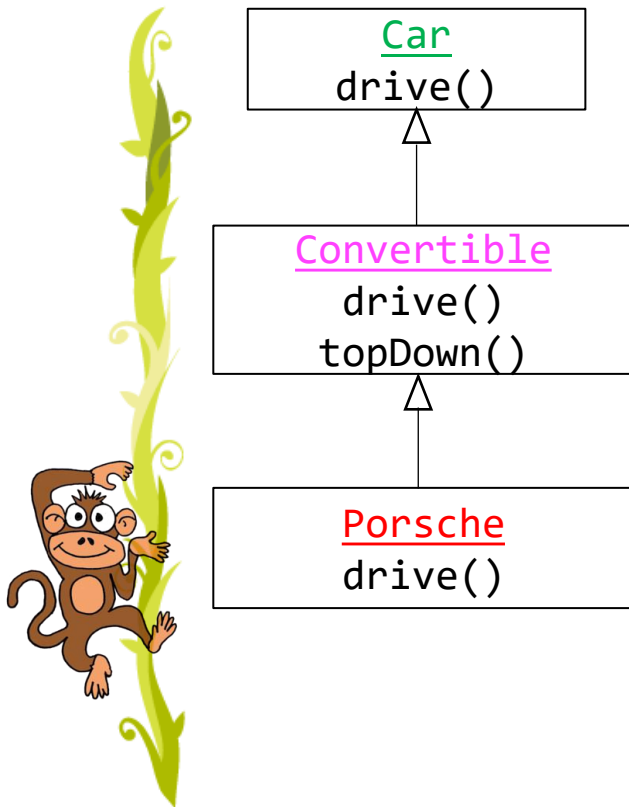 Car
drive()
Convertible
drive()
topDown()
Porsche
drive()